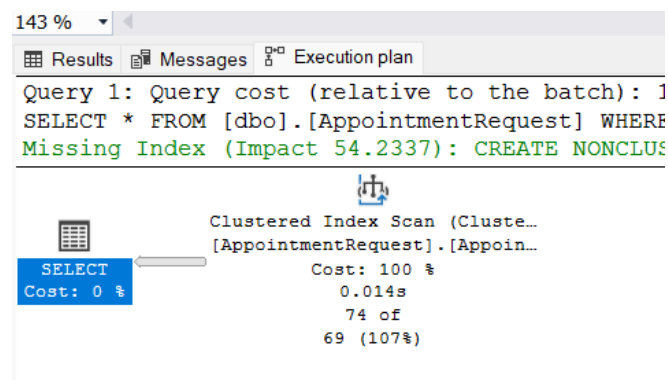 143 %
Results Messages Execution plan
Query 1: Query cost (relative to the batch): 1
SELECT * FROM [dbo].[AppointmentRequest] WHERE
Missing Index (Impact 54.2337): CREATE NONCLUS
Clustered Index Scan (Cluste…
[AppointmentRequest].[Appoin…
Cost: 100 %
0.014s
74 of
69 (107%)
SELECT
Cost: 0 %